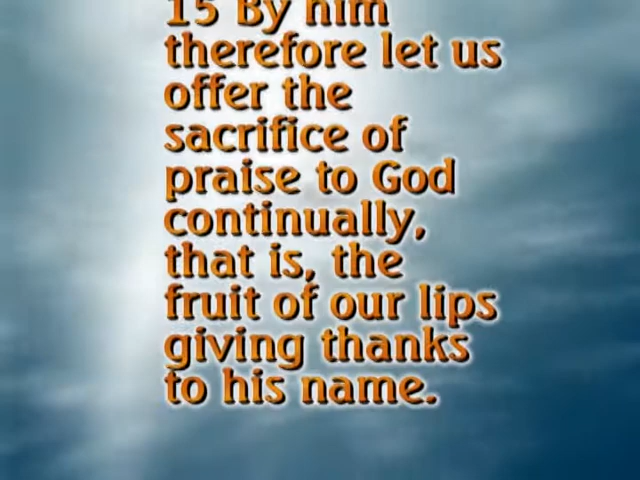 15 By him
therefore let us
offer the
sacrifice of
praise to God
continually,
that is, the
fruit of our lips
giving thanks
to his name.